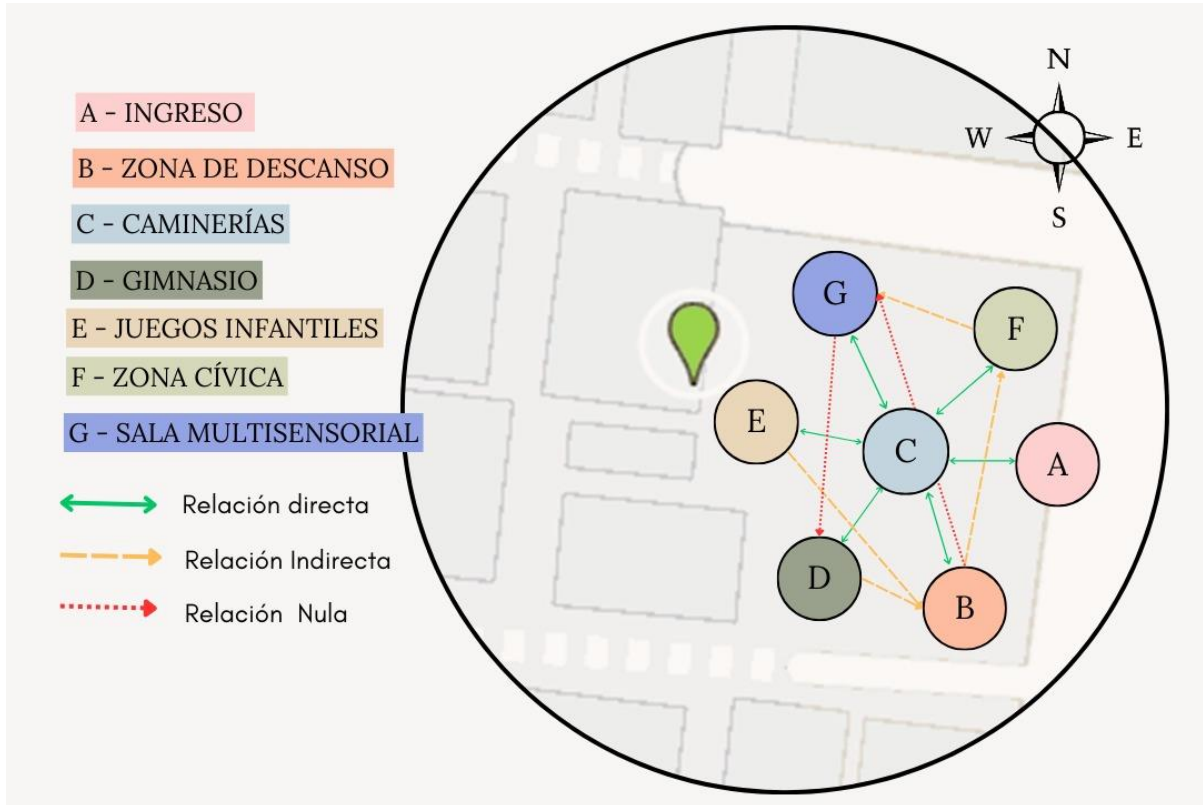 A - INGRESO
B - ZONA DE DESCANSO
C - CAMINERÍAS
D - GIMNASIO
E - JUEGOS INFANTILES
F - ZONA CÍVICA
G - SALA MULTISENSORIAL
Relación directa
Relación Indirecta
Relación Nula
N
W
E
S
G
F
E
C
A
D
B